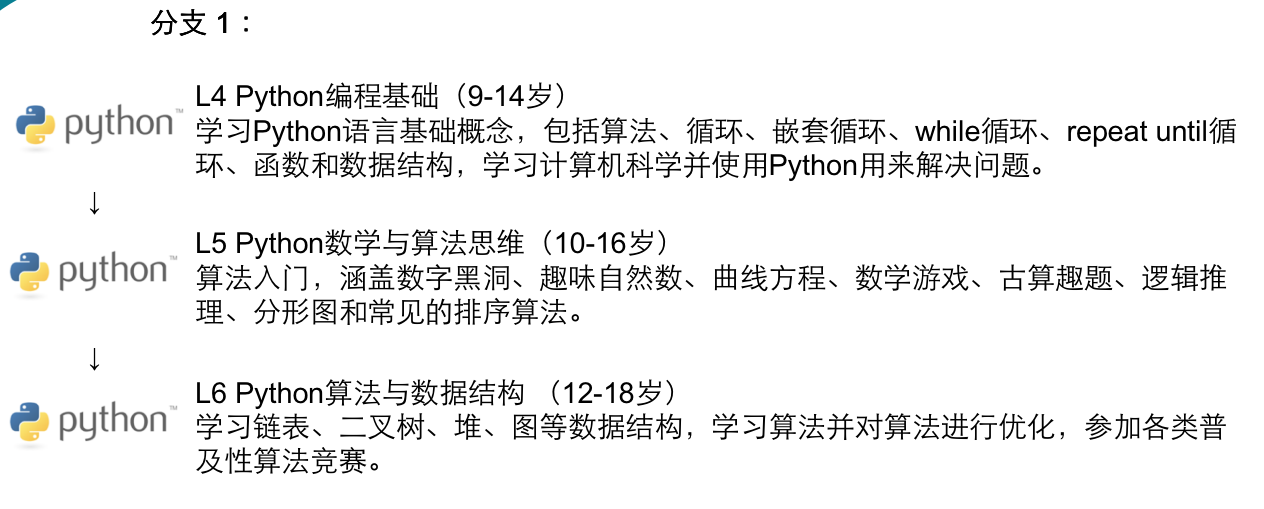 分支 1：
L4 Python编程基础（9-14岁）
python™ 学习Python语言基础概念，包括算法、循环、嵌套循环、while循环、repeat until循
环、函数和数据结构，学习计算机科学并使用Python用来解决问题。
↓
L5 Python数学与算法思维（10-16岁）
python™ 算法入门，涵盖数字黑洞、趣味自然数、曲线方程、数学游戏、古算趣题、逻辑推
理、分形图和常见的排序算法。
↓
L6 Python算法与数据结构 （12-18岁）
python™ 学习链表、二叉树、堆、图等数据结构，学习算法并对算法进行优化，参加各类普
及性算法竞赛。